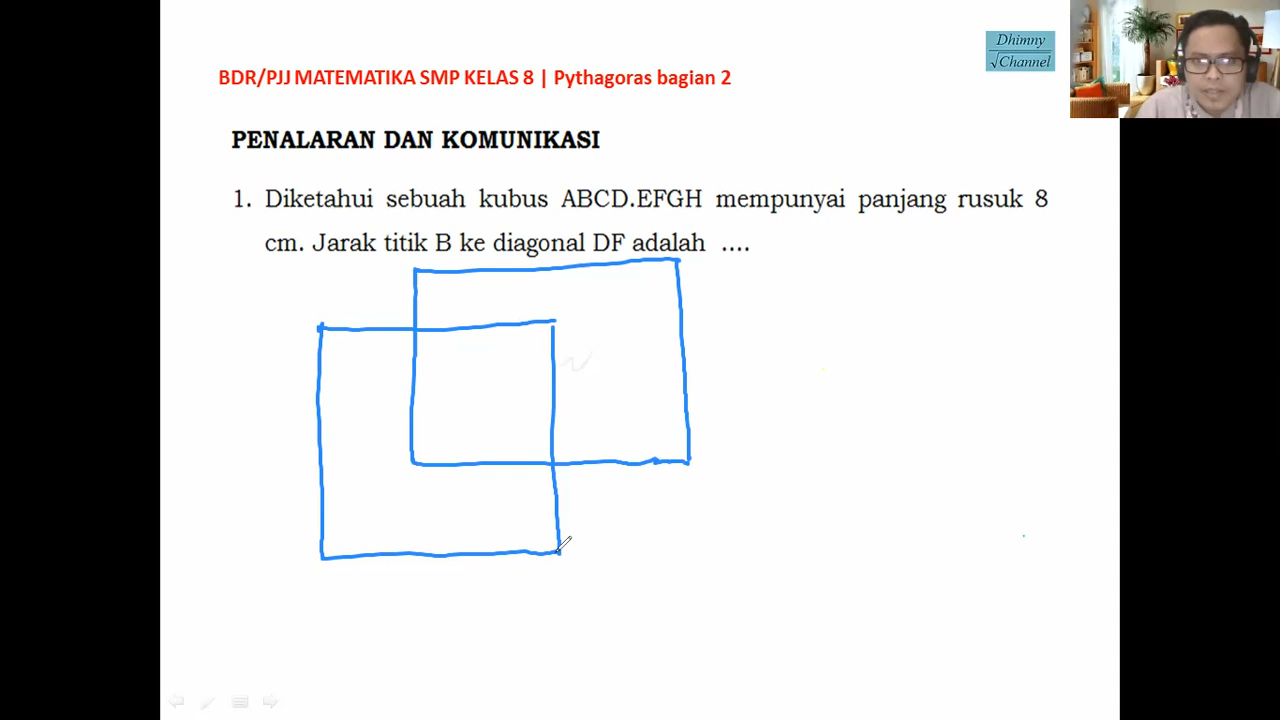 Dhimny
√Channel
BDR/PJJ MATEMATIKA SMP KELAS 8 | Pythagoras bagian 2
PENALARAN DAN KOMUNIKASI
1. Diketahui sebuah kubus ABCD.EFGH mempunyai panjang rusuk 8
cm. Jarak titik B ke diagonal DF adalah ....